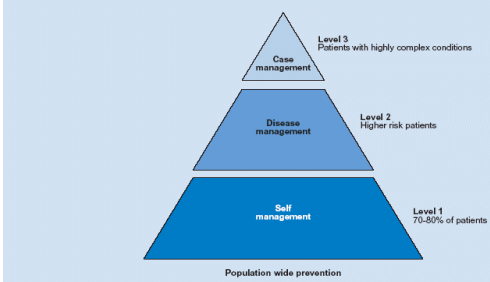 Level 3
Patients with highly complex conditions
Case
management
Level 2
Higher risk patients
Disease
management
Self
management
Level 1
70-80% of patients
Population wide prevention